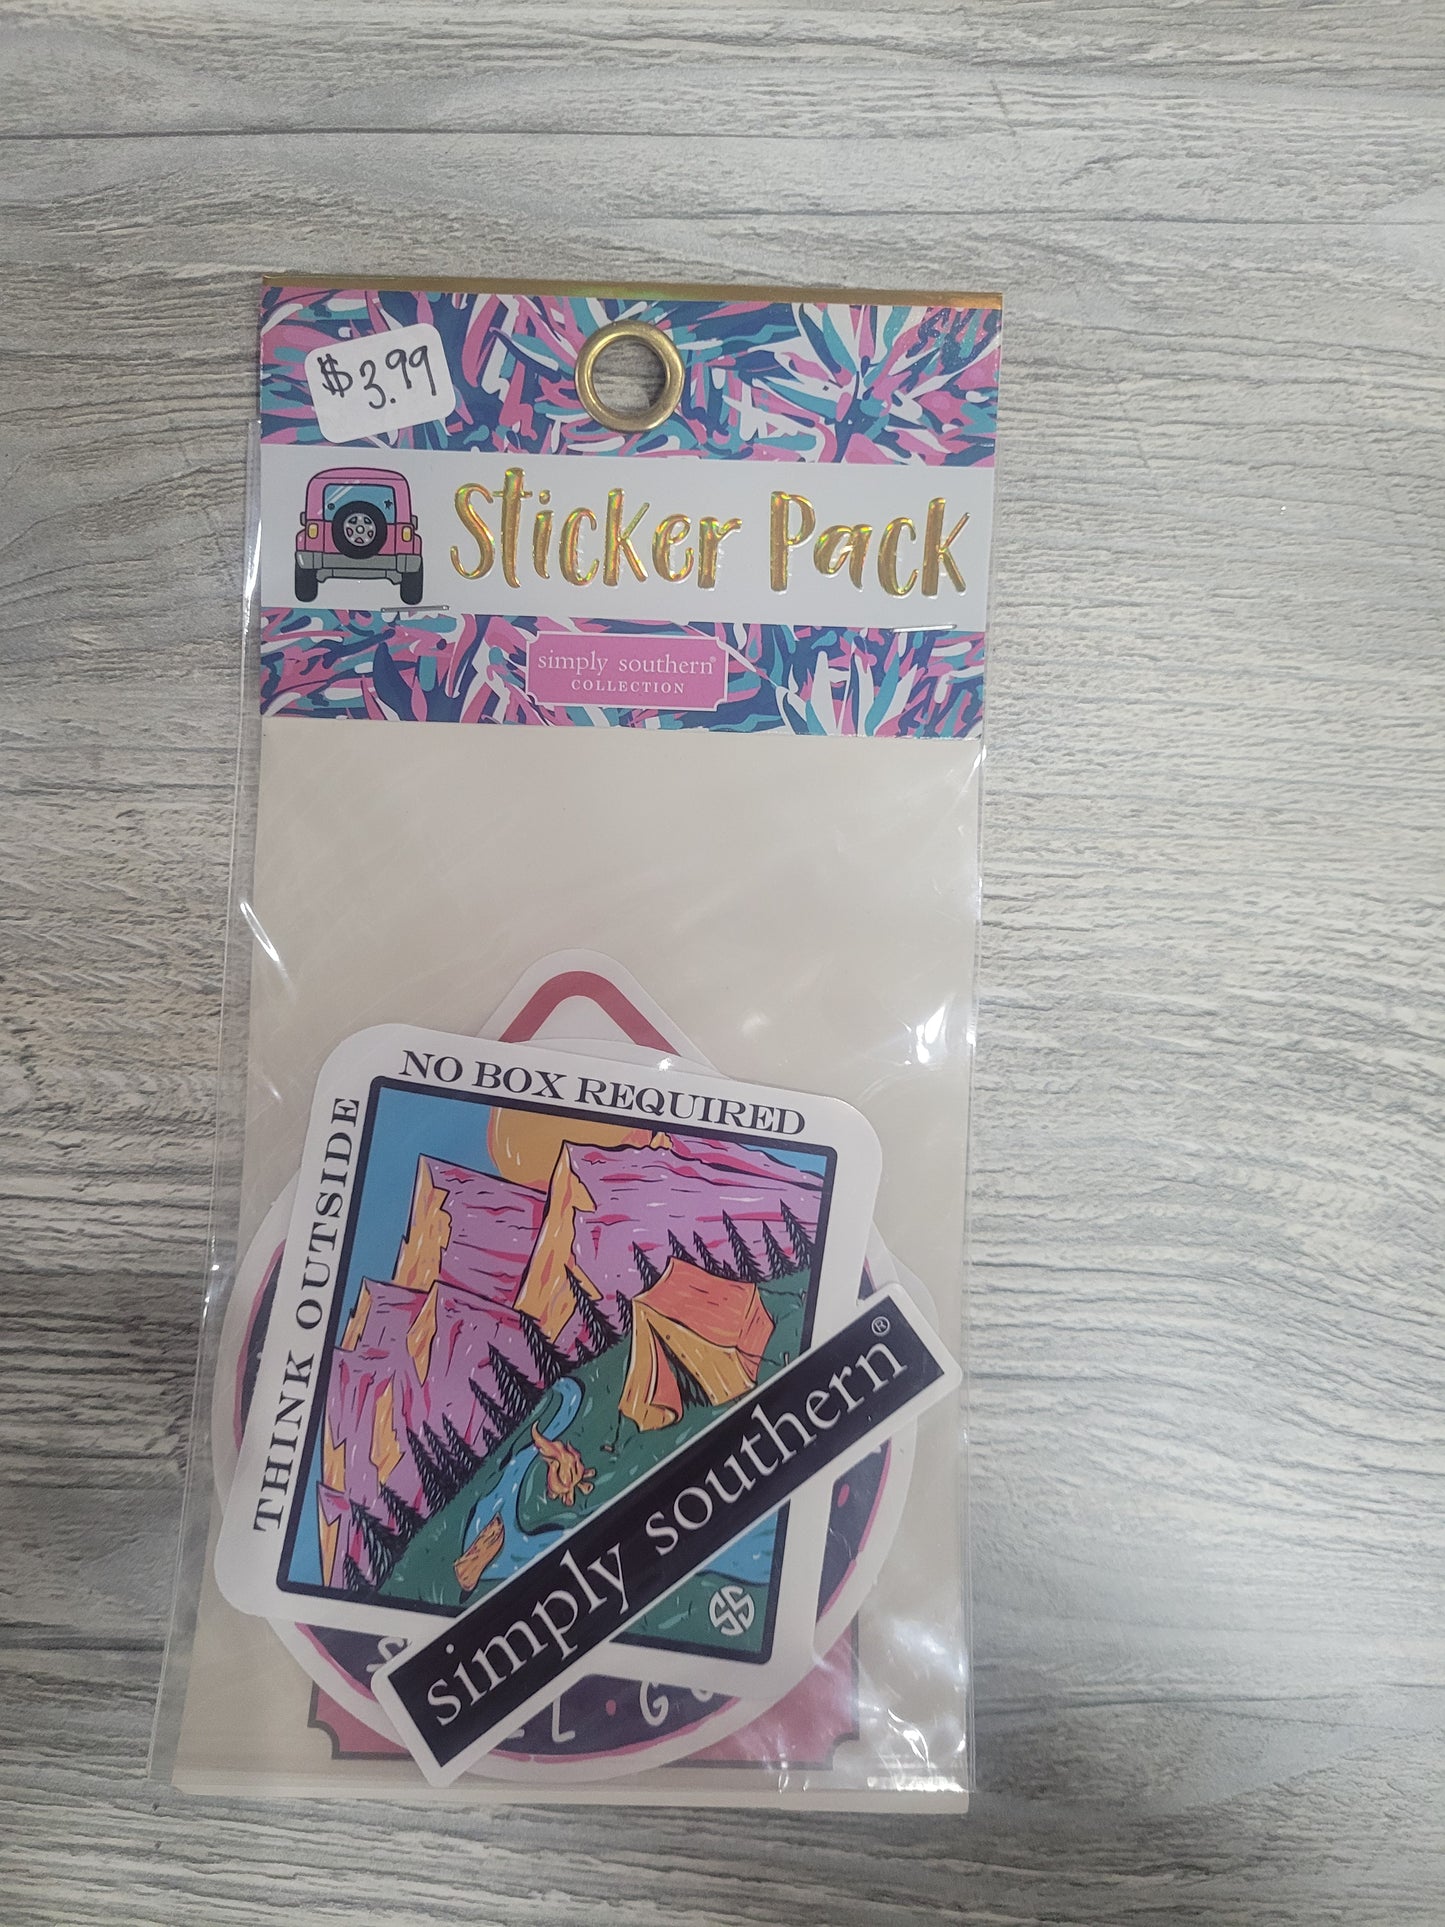 $3.99
Sticker Pack
simply southern®
COLLECTION
NO BOX REQUIRED
THINK OUTSIDE
simply southern®